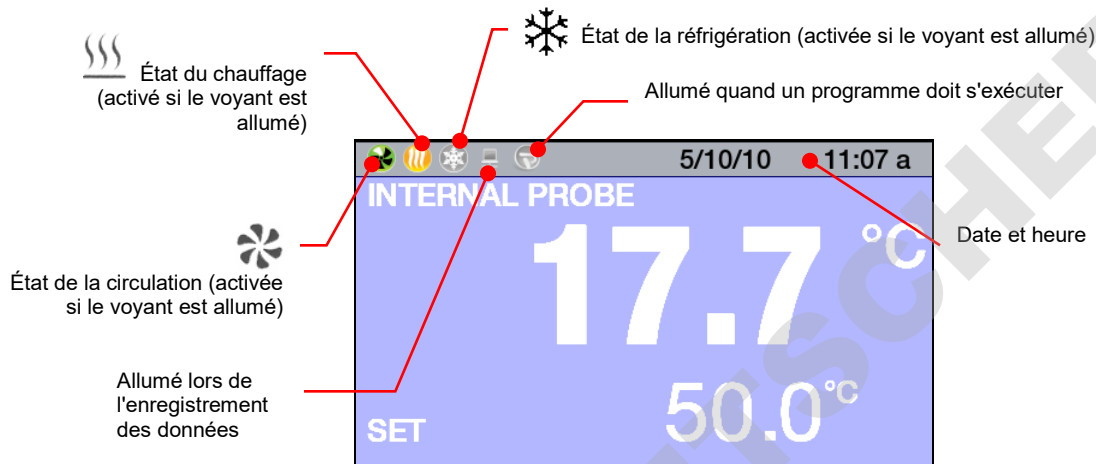 État de la réfrigération (activée si le voyant est allumé)
État du chauffage
(activé si le voyant est
allumé)
Allumé quand un programme doit s'exécuter
5/10/10 11:07 a
INTERNAL PROBE
17.7 °C
Date et heure
État de la circulation (activée
si le voyant est allumé)
Allumé lors de
l'enregistrement
des données
SET 50.0°C